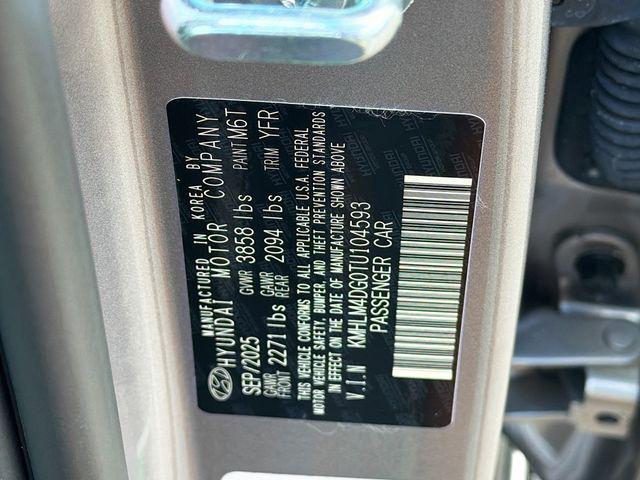 MANUFACTURED IN KOREA BY
HYUNDAI MOTOR COMPANY
SEP/2025 GVWR 3858 lbs PAINT M6T
GAWR FRONT 2271 lbs GAWR REAR 2094 lbs TRIM YFR
THIS VEHICLE CONFORMS TO ALL APPLICABLE U.S.A. FEDERAL
MOTOR VEHICLE SAFETY, BUMPER, AND THEFT PREVENTION STANDARDS
IN EFFECT ON THE DATE OF MANUFACTURE SHOWN ABOVE
V.I.N KMHLM4DG0TU104593
PASSENGER CAR